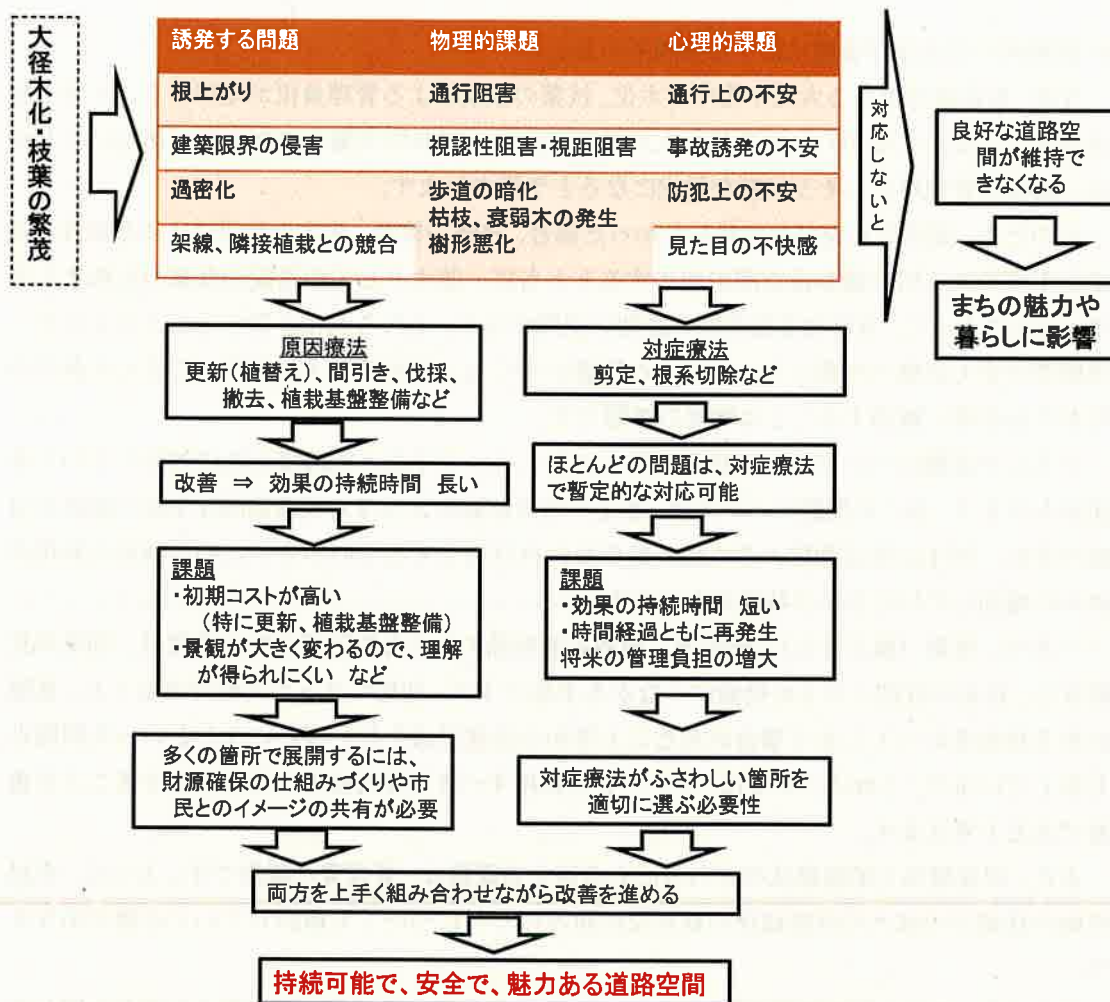 大径木化・枝葉の繁茂
誘発する問題 物理的課題 心理的課題
根上がり 通行阻害 通行上の不安
建築限界の侵害 視認性阻害・視距阻害 事故誘発の不安
過密化 歩道の暗化 防犯上の不安
枯枝、衰弱木の発生
架線、隣接植栽との競合 樹形悪化 見た目の不快感
対応しないと
良好な道路空
間が維持で
きなくなる
まちの魅力や
暮らしに影響
原因療法
更新(植替え)、間引き、伐採、
撤去、植栽基盤整備など
改善 ⇒ 効果の持続時間 長い
課題
・初期コストが高い
(特に更新、植栽基盤整備)
・景観が大きく変わるので、理解
が得られにくい など
多くの箇所で展開するには、
財源確保の仕組みづくりや市
民とのイメージの共有が必要
対症療法
剪定、根系切除など
ほとんどの問題は、対症療法
で暫定的な対応可能
課題
・効果の持続時間 短い
・時間経過ともに再発生
将来の管理負担の増大
対症療法がふさわしい箇所を
適切に選ぶ必要性
両方を上手く組み合わせながら改善を進める
持続可能で、安全で、魅力ある道路空間